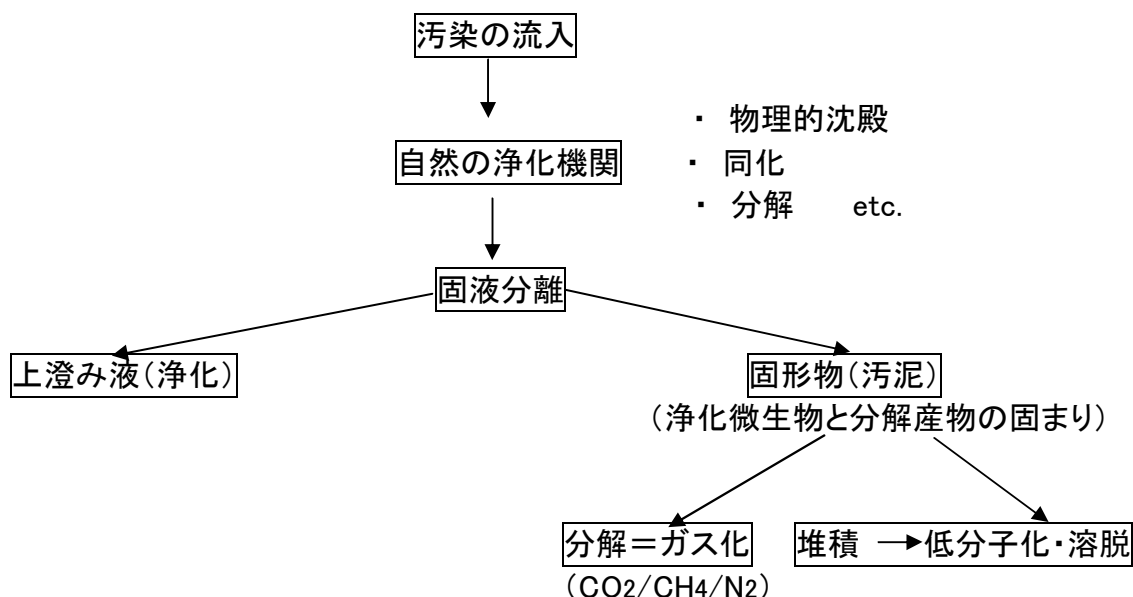 汚染の流入
・ 物理的沈殿
自然の浄化機関
・ 同化
・ 分解 etc.
固液分離
上澄み液(浄化)
固形物(汚泥)
(浄化微生物と分解産物の固まり)
分解=ガス化
堆積 →低分子化・溶脱
(CO2/CH4/N2)